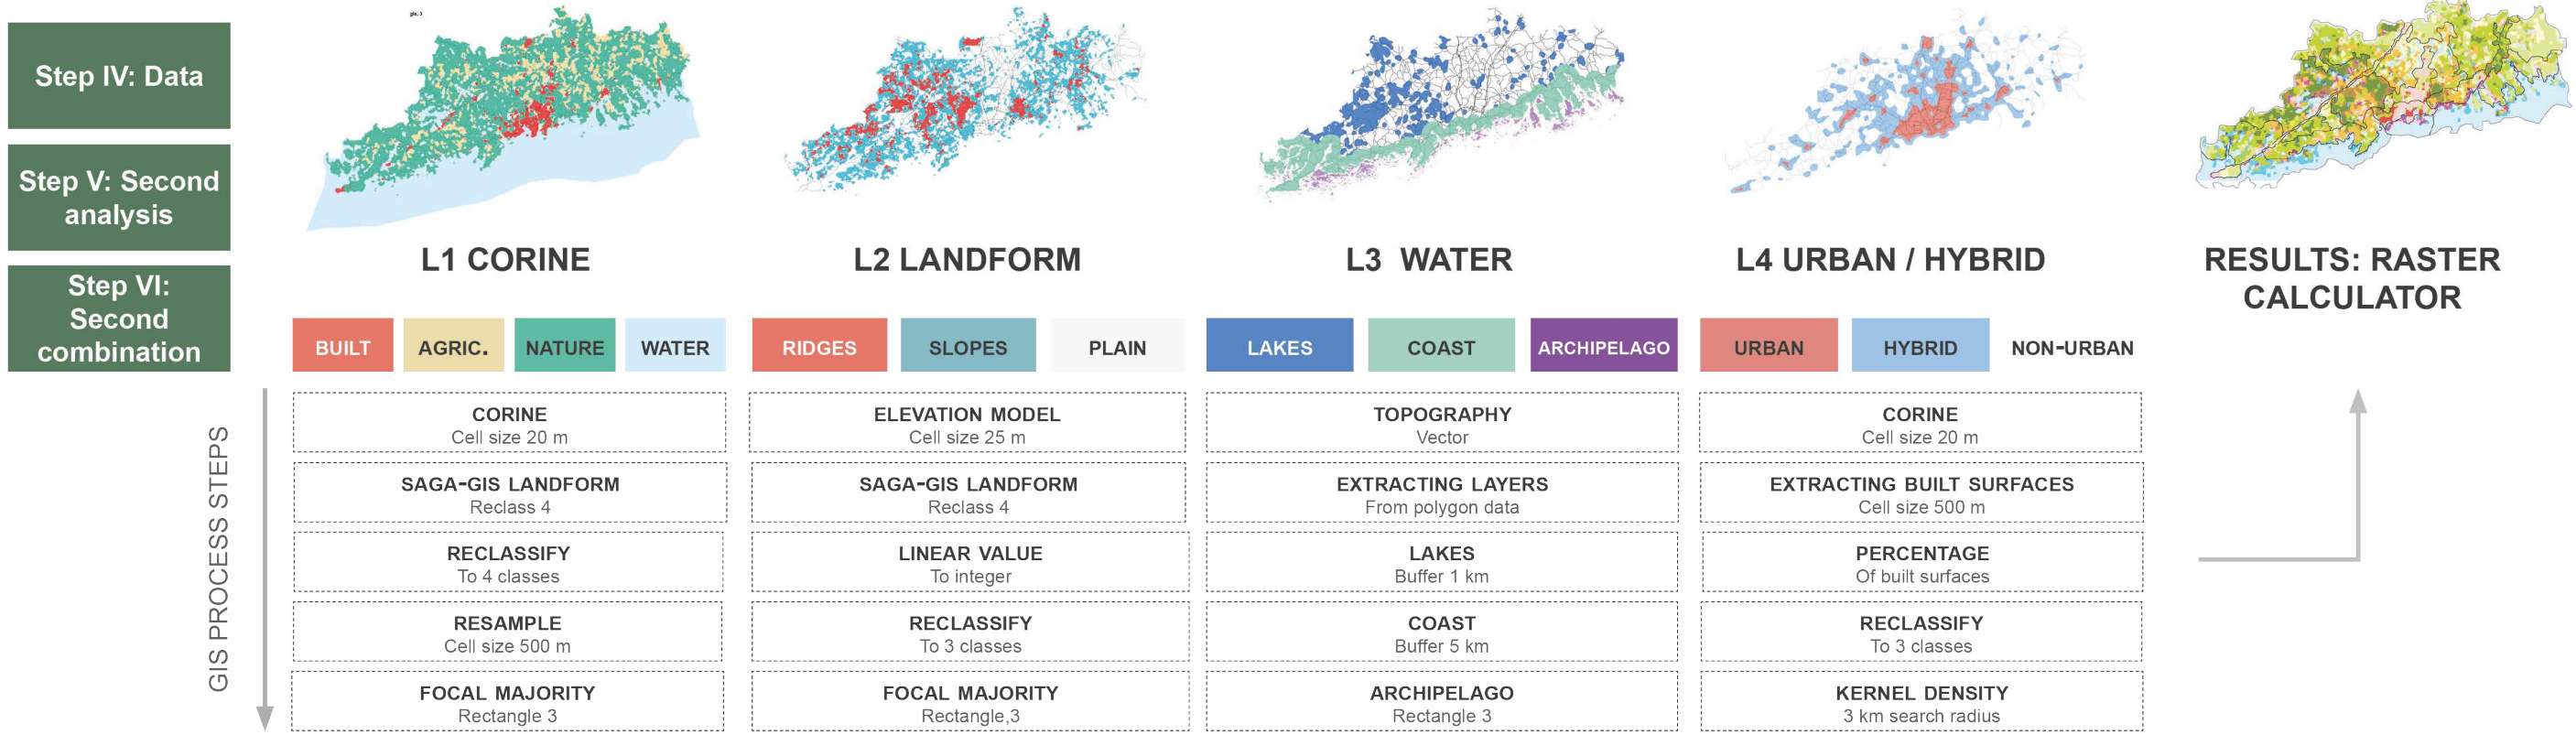 gle, 3
Step IV: Data
Step V: Second
analysis
Step VI:
Second
combination
L1 CORINE
L2 LANDFORM
L3 WATER
L4 URBAN / HYBRID
RESULTS: RASTER
CALCULATOR
BUILT
AGRIC.
NATURE
WATER
RIDGES
SLOPES
PLAIN
LAKES
COAST
ARCHIPELAGO
URBAN
HYBRID
NON-URBAN
GIS PROCESS STEPS
CORINE
Cell size 20 m
SAGA-GIS LANDFORM
Reclass 4
RECLASSIFY
To 4 classes
RESAMPLE
Cell size 500 m
FOCAL MAJORITY
Rectangle 3
ELEVATION MODEL
Cell size 25 m
SAGA-GIS LANDFORM
Reclass 4
LINEAR VALUE
To integer
RECLASSIFY
To 3 classes
FOCAL MAJORITY
Rectangle,3
TOPOGRAPHY
Vector
EXTRACTING LAYERS
From polygon data
LAKES
Buffer 1 km
COAST
Buffer 5 km
ARCHIPELAGO
Rectangle 3
CORINE
Cell size 20 m
EXTRACTING BUILT SURFACES
Cell size 500 m
PERCENTAGE
Of built surfaces
RECLASSIFY
To 3 classes
KERNEL DENSITY
3 km search radius